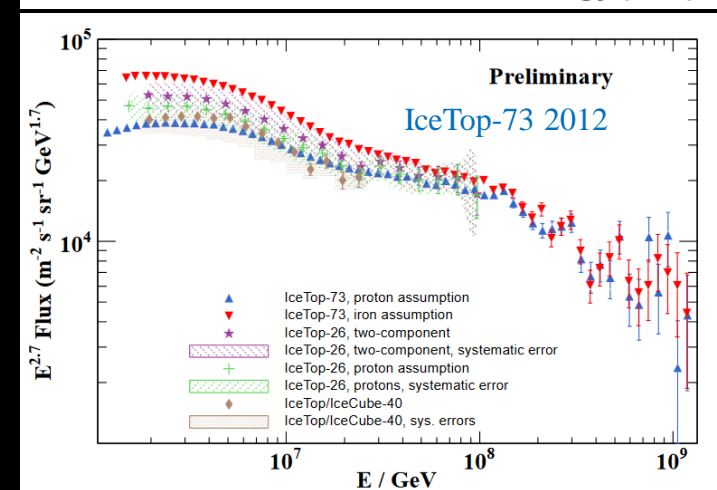 Preliminary
IceTop-73 2012
10^5
10^4
E^2.7 Flux (m^-2 s^-1 sr^-1 GeV^1.7)
IceTop-73, proton assumption
IceTop-73, iron assumption
IceTop-26, two-component
IceTop-26, two-component, systematic error
IceTop-26, proton assumption
IceTop-26, protons, systematic error
IceTop/IceCube-40
IceTop/IceCube-40, sys. errors
10^7
10^8
10^9
E / GeV